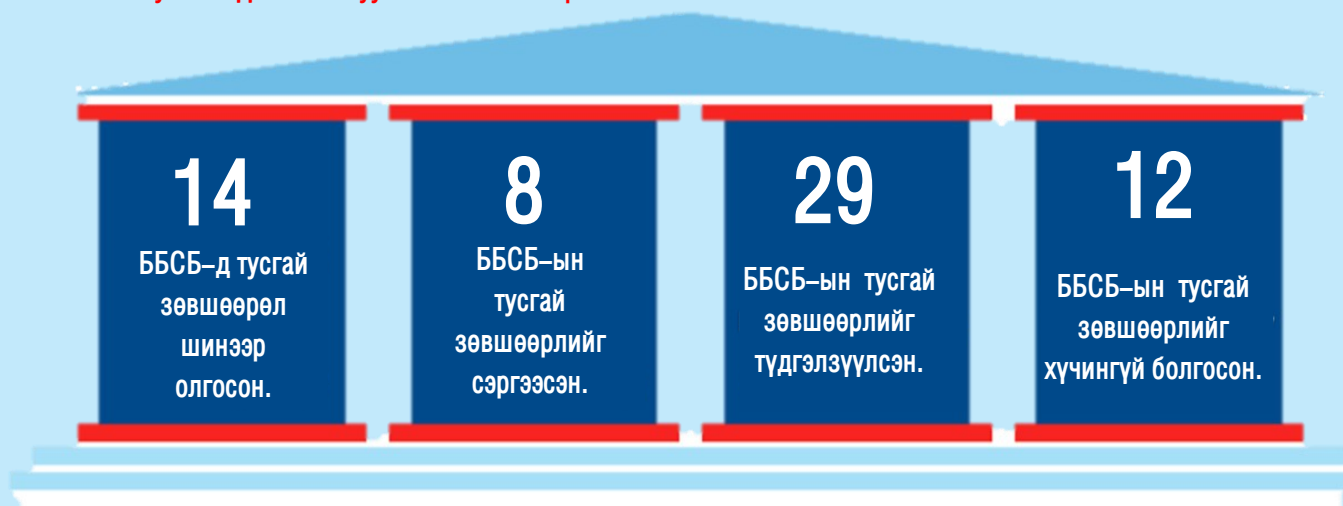 14
ББСБ–д тусгай
зөвшөөрөл
шинээр
олгосон.
8
ББСБ–ын
тусгай
зөвшөөрлийг
сэргээсэн.
29
ББСБ–ын тусгай
зөвшөөрлийг
түдгэлзүүлсэн.
12
ББСБ–ын тусгай
зөвшөөрлийг
хүчингүй болгосон.